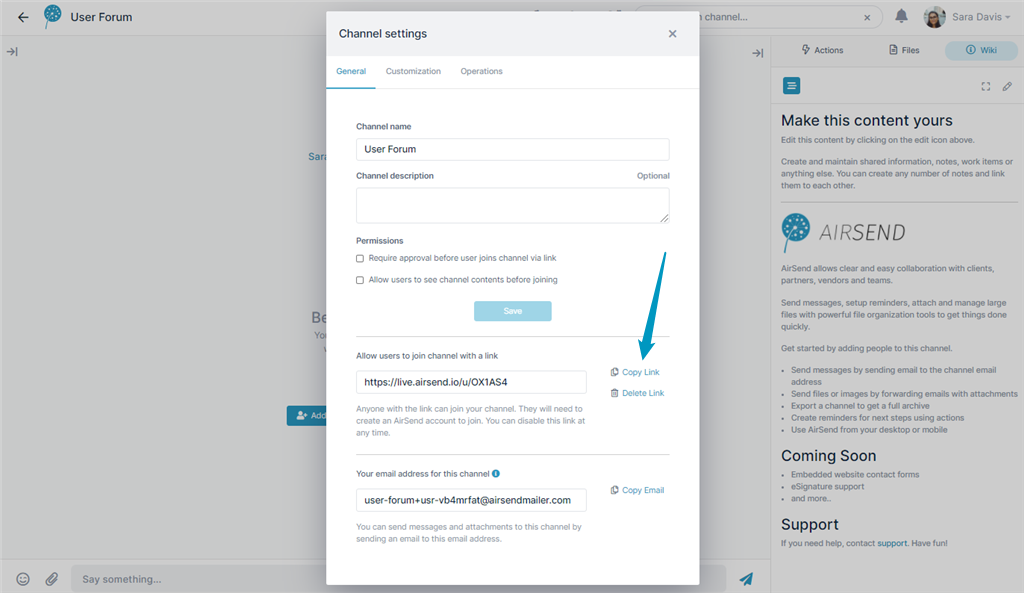 User Forum
channel...
Sara Davis
Actions
Files
Wiki
Sara
Be
Add
Say something...
Channel settings
General
Customization
Operations
Channel name
User Forum
Channel description
Optional
Permissions
Require approval before user joins channel via link
Allow users to see channel contents before joining
Save
Allow users to join channel with a link
https://live.airsend.io/u/OX1AS4
Copy Link
Delete Link
Anyone with the link can join your channel. They will need to
create an AirSend account to join. You can disable this link at
any time.
Your email address for this channel
user-forum+usr-vb4mrfat@airsendmailer.com
Copy Email
You can send messages and attachments to this channel by
sending an email to this email address.
Make this content yours
Edit this content by clicking on the edit icon above.
Create and maintain shared information, notes, work items or
anything else. You can create any number of notes and link
them to each other.
AIRSEND
AirSend allows clear and easy collaboration with clients,
partners, vendors and teams.
Send messages, setup reminders, attach and manage large
files with powerful file organization tools to get things done
quickly.
Get started by adding people to this channel.
Send messages by sending email to the channel email
address
Send files or images by forwarding emails with attachments
Export a channel to get a full archive
Create reminders for next steps using actions
Use AirSend from your desktop or mobile
Coming Soon
Embedded website contact forms
eSignature support
and more..
Support
If you need help, contact support. Have fun!